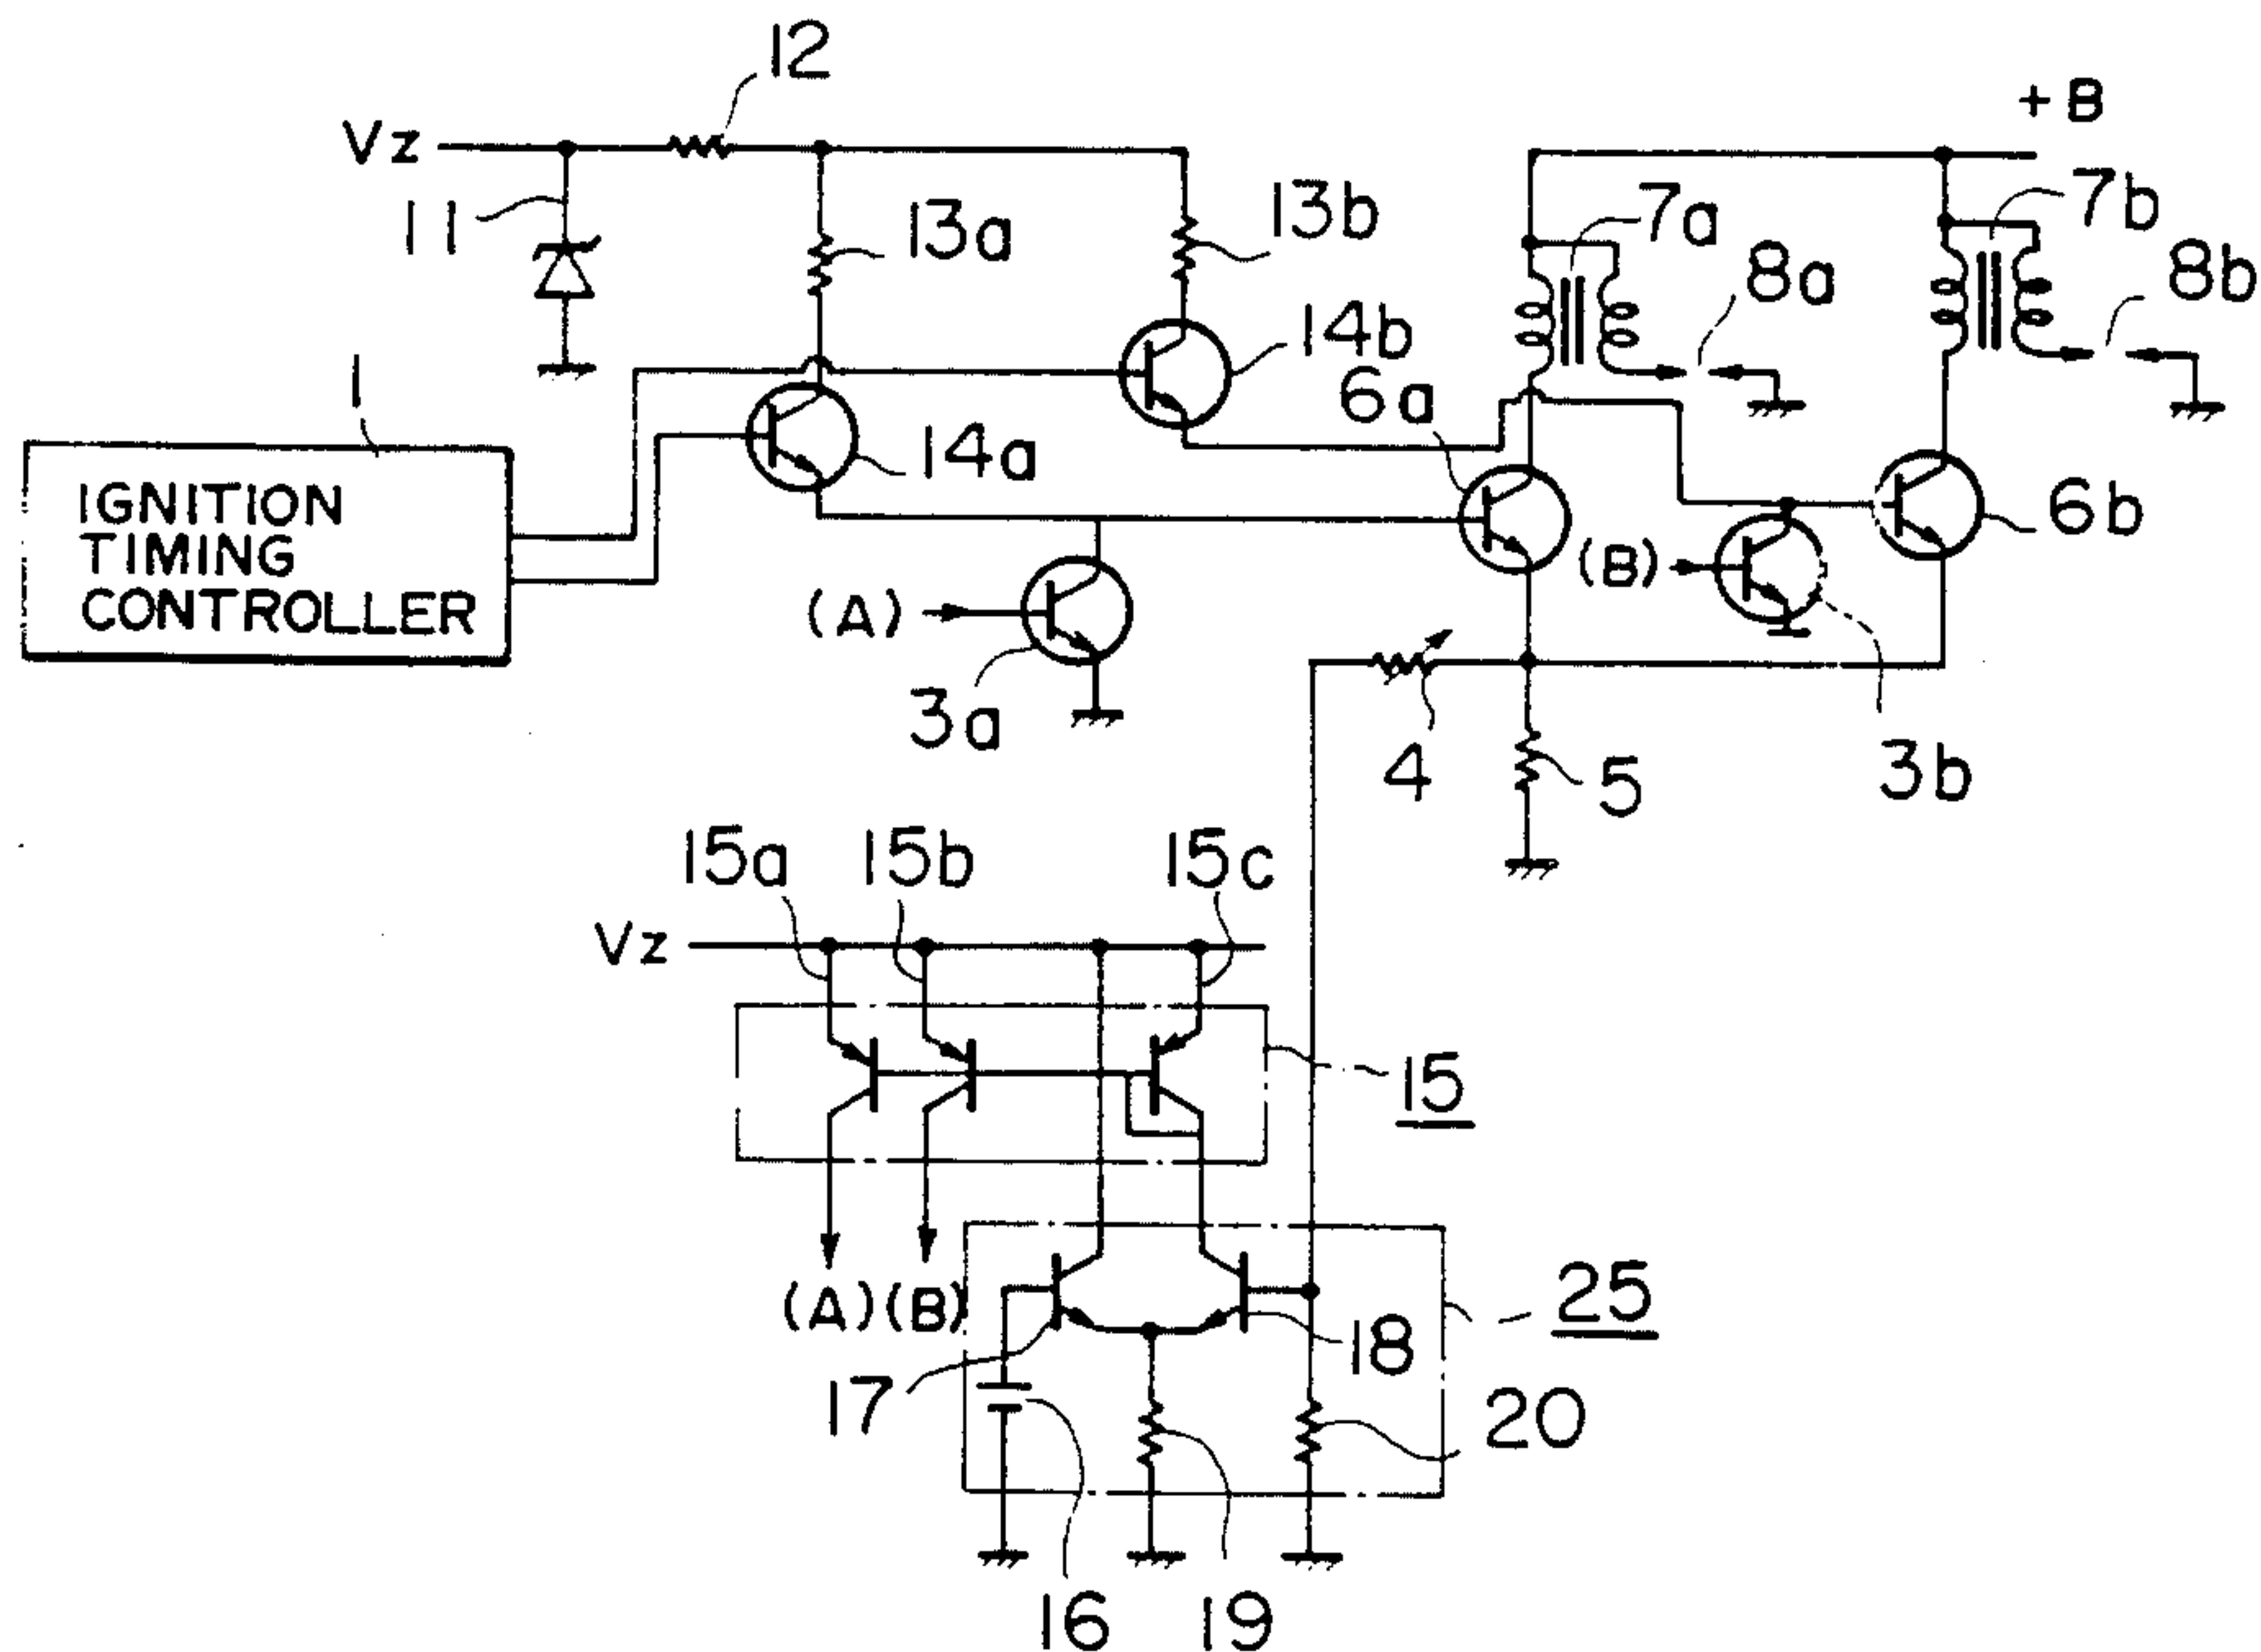 12
+B
Vz
11
13a
13b
7a
7b
8a
8b
14b
1
6a
14a
IGNITION
TIMING
CONTROLLER
6b
(B)
(A)
3a
4
5
3b
15a
15b
15c
Vz
15
(A)(B)
25
18
17
20
16
19